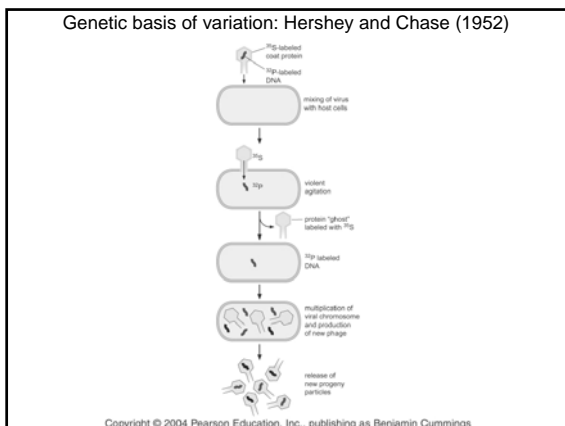 Genetic basis of variation: Hershey and Chase (1952)
³⁵S-labeled
coat protein
³²P-labeled
DNA
mixing of virus
with host cells
³⁵S
³²P
violent
agitation
protein "ghost"
labeled with ³⁵S
³²P labeled
DNA
multiplication of
viral chromosome
and production
of new phage
release of
new progeny
particles
Copyright © 2004 Pearson Education, Inc., publishing as Benjamin Cummings